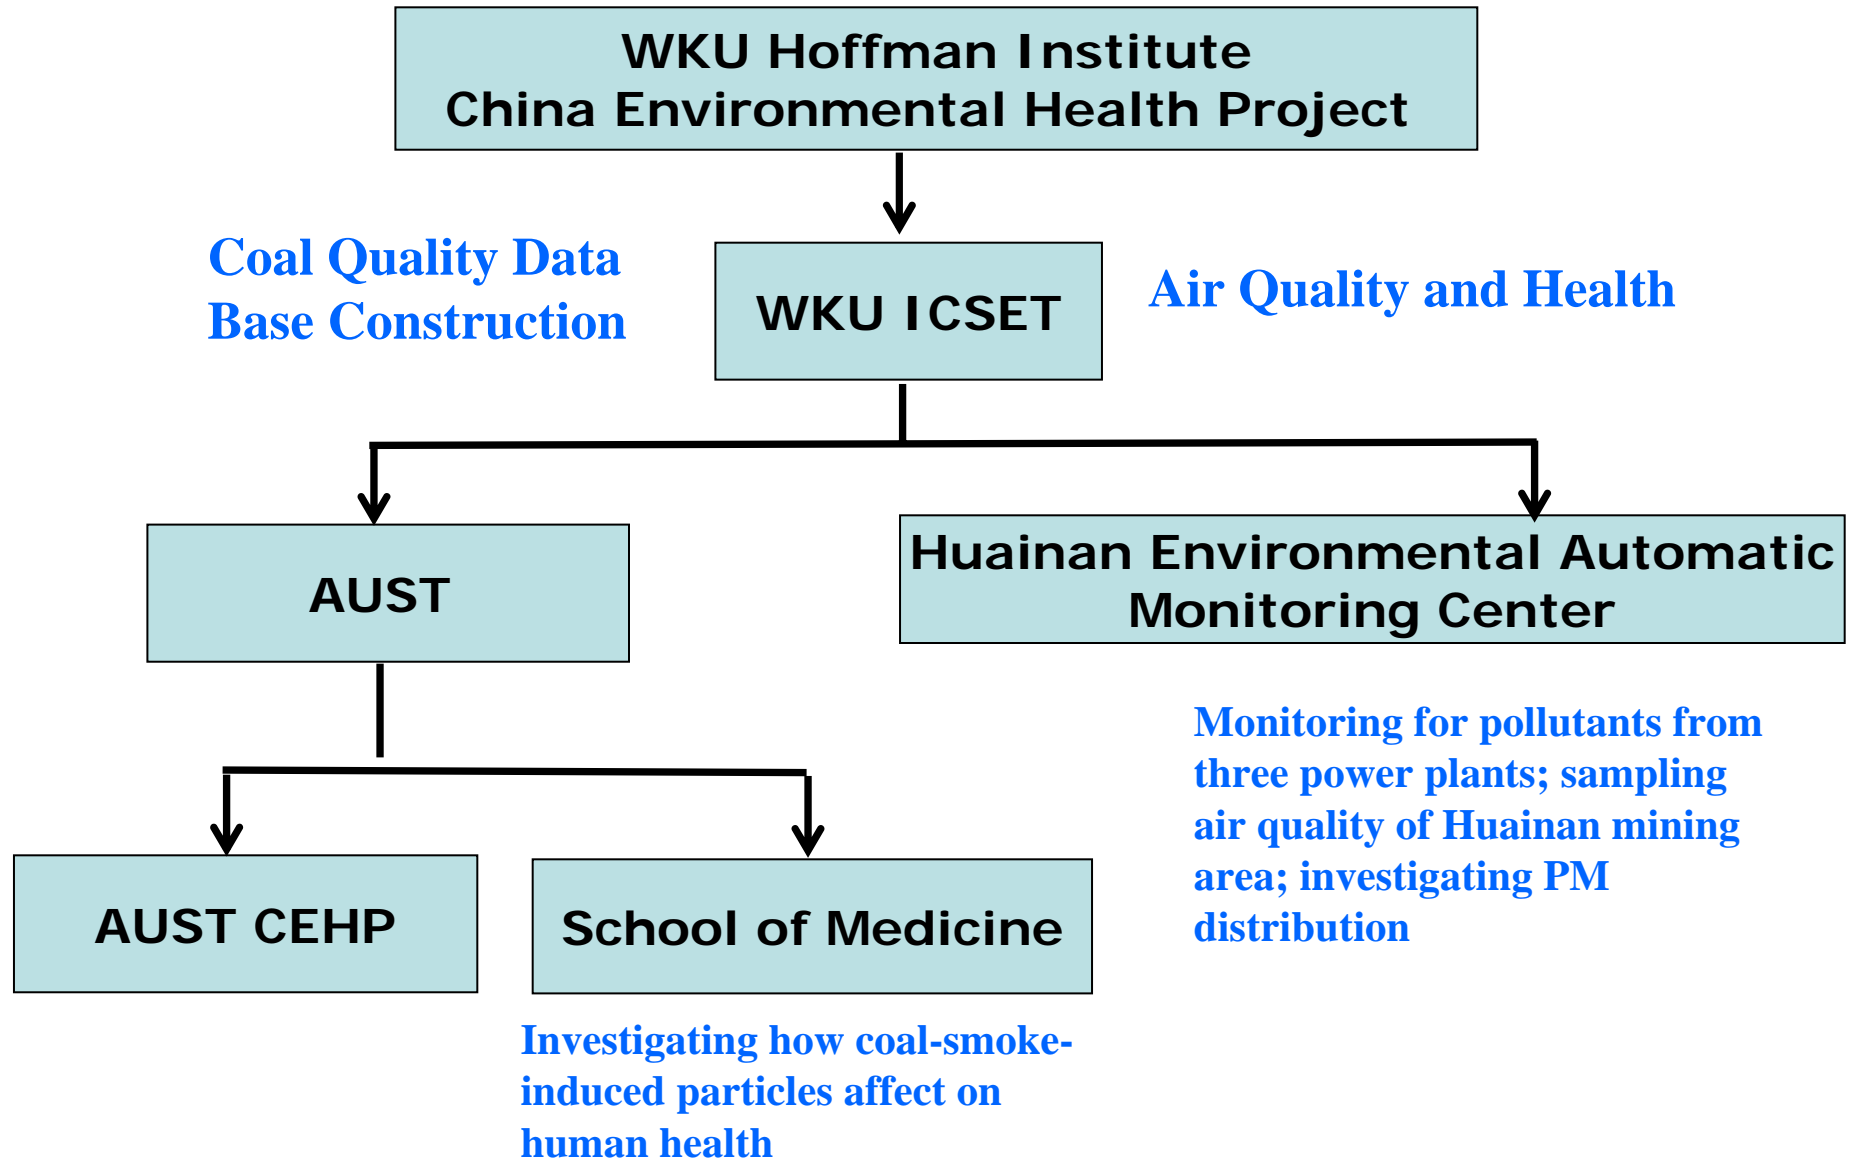 WKU Hoffman Institute
China Environmental Health Project
Coal Quality Data
Base Construction
WKU ICSET
Air Quality and Health
AUST
Huainan Environmental Automatic
Monitoring Center
Monitoring for pollutants from
three power plants; sampling
air quality of Huainan mining
area; investigating PM
distribution
AUST CEHP
School of Medicine
Investigating how coal-smoke-
induced particles affect on
human health